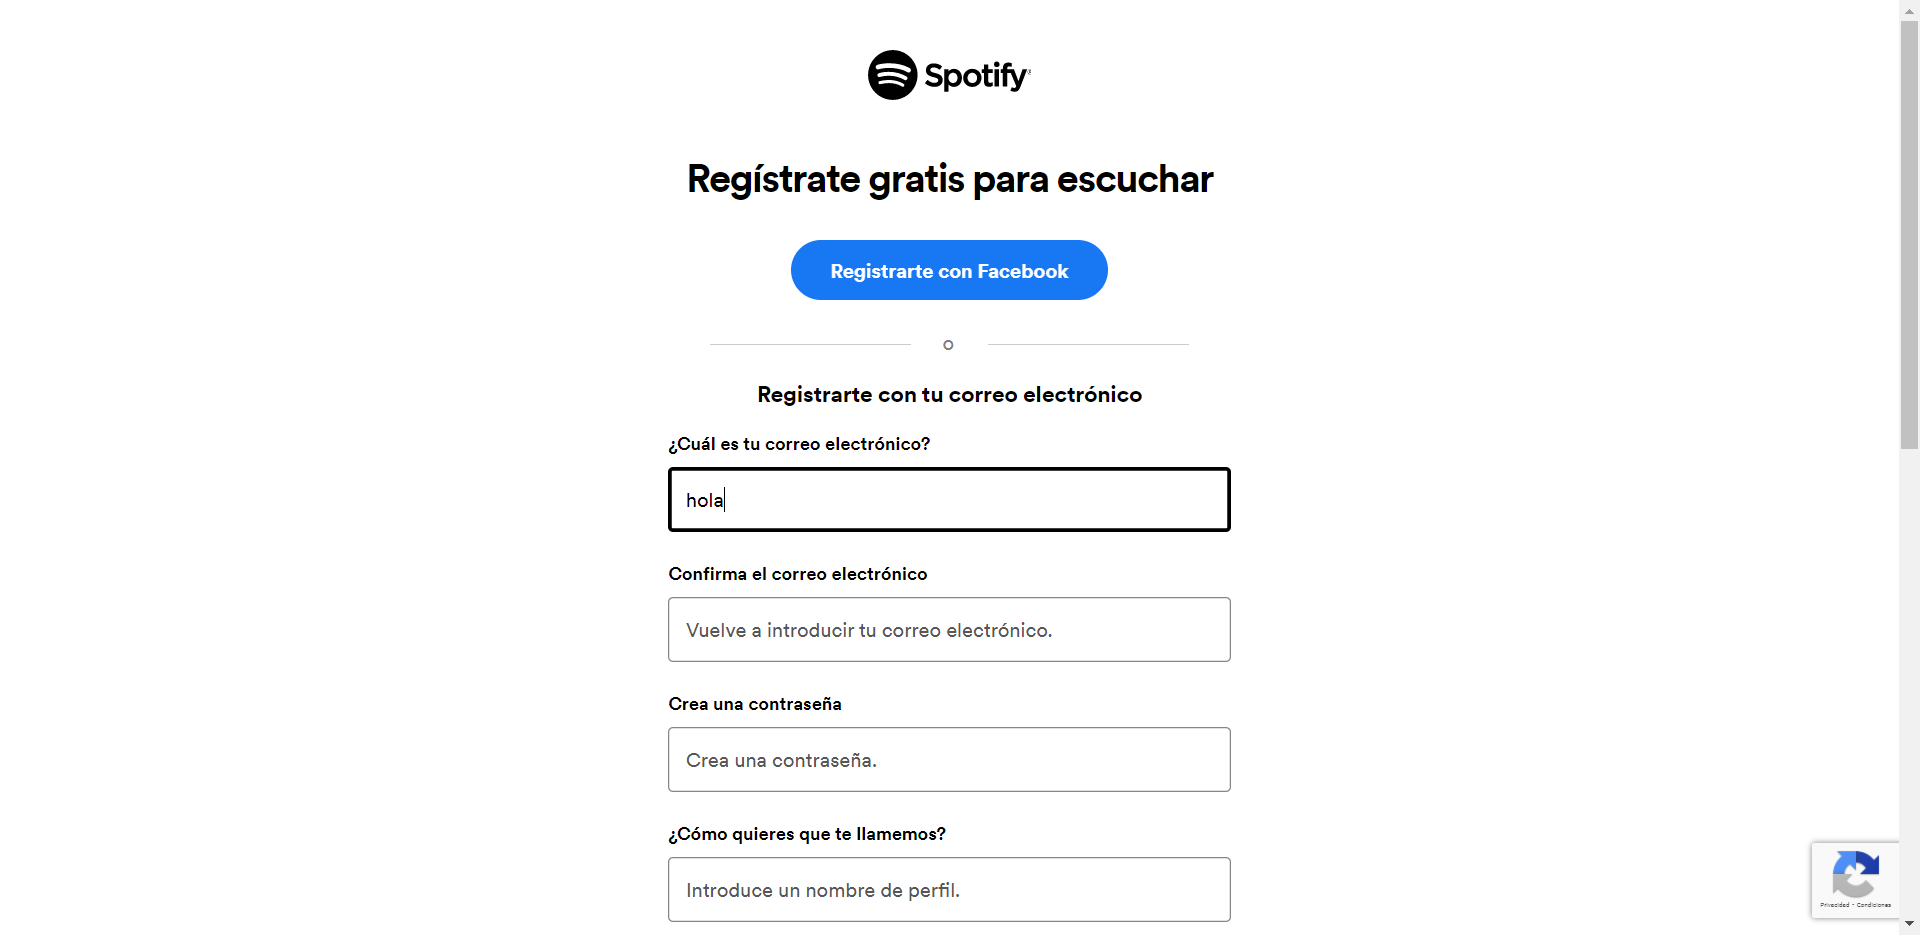 Spotify®
Regístrate gratis para escuchar
Registrarte con Facebook
o
Registrarte con tu correo electrónico
¿Cuál es tu correo electrónico?
hola
Confirma el correo electrónico
Vuelve a introducir tu correo electrónico.
Crea una contraseña
Crea una contraseña.
¿Cómo quieres que te llamemos?
Introduce un nombre de perfil.
Privacidad - Condiciones